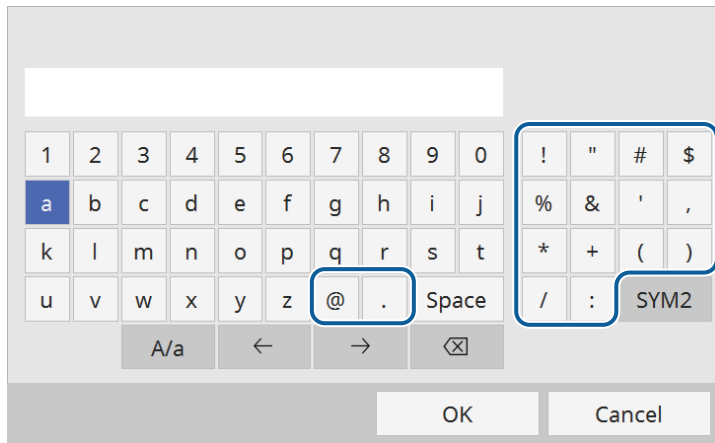 1 2 3 4 5 6 7 8 9 0 ! " # $
a b c d e f g h i j % & ' ,
k l m n o p q r s t * + ( )
u v w x y z @ . Space / : SYM2
A/a ← → ⌫
OK Cancel